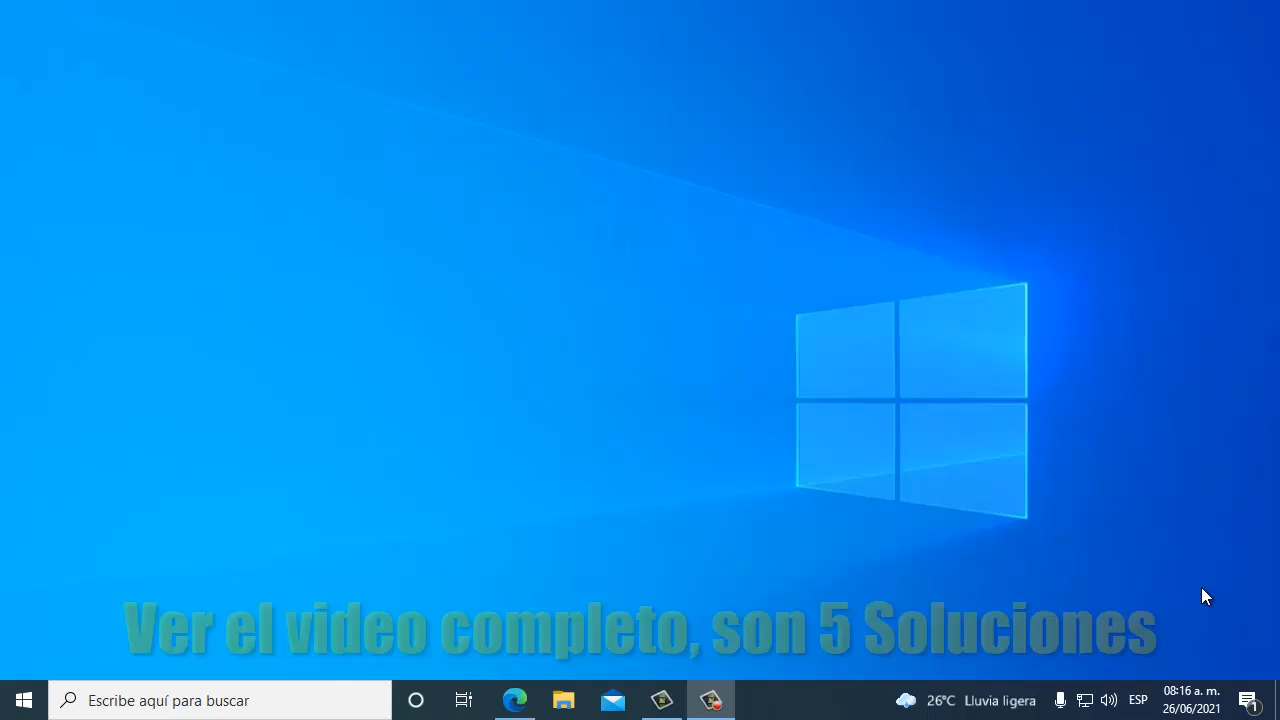 Ver el video completo, son 5 Soluciones
Escribe aquí para buscar
26°C Lluvia ligera
ESP
08:16 a. m.
26/06/2021
1